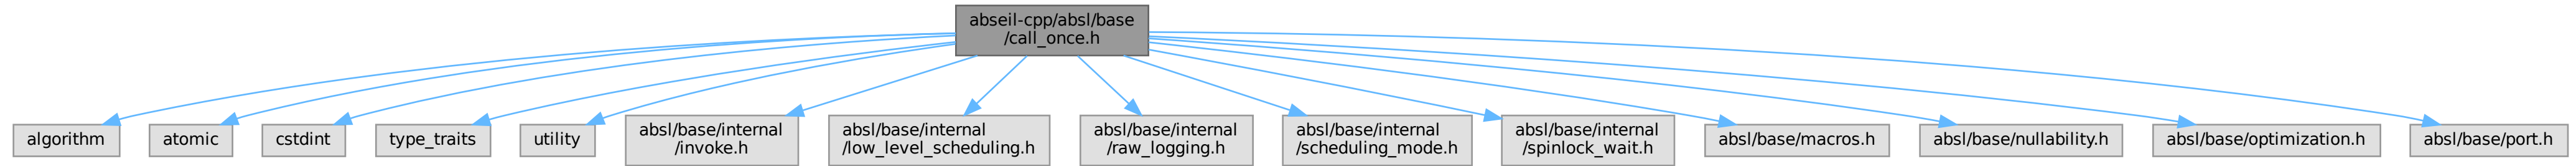 abseil-cpp/absl/base
/call_once.h
algorithm
atomic
cstdint
type_traits
utility
absl/base/internal
/invoke.h
absl/base/internal
/low_level_scheduling.h
absl/base/internal
/raw_logging.h
absl/base/internal
/scheduling_mode.h
absl/base/internal
/spinlock_wait.h
absl/base/macros.h
absl/base/nullability.h
absl/base/optimization.h
absl/base/port.h